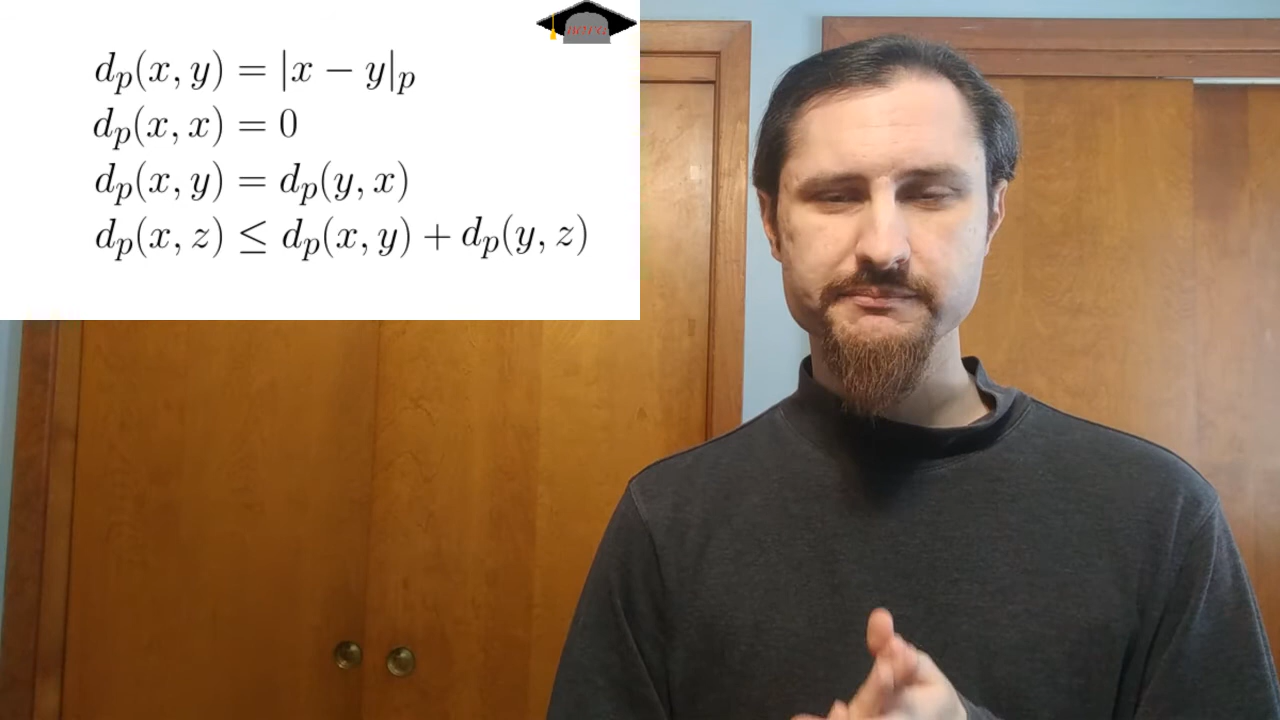 d_p(x, y) = |x − y|_p
d_p(x, x) = 0
d_p(x, y) = d_p(y, x)
d_p(x, z) ≤ d_p(x, y) + d_p(y, z)